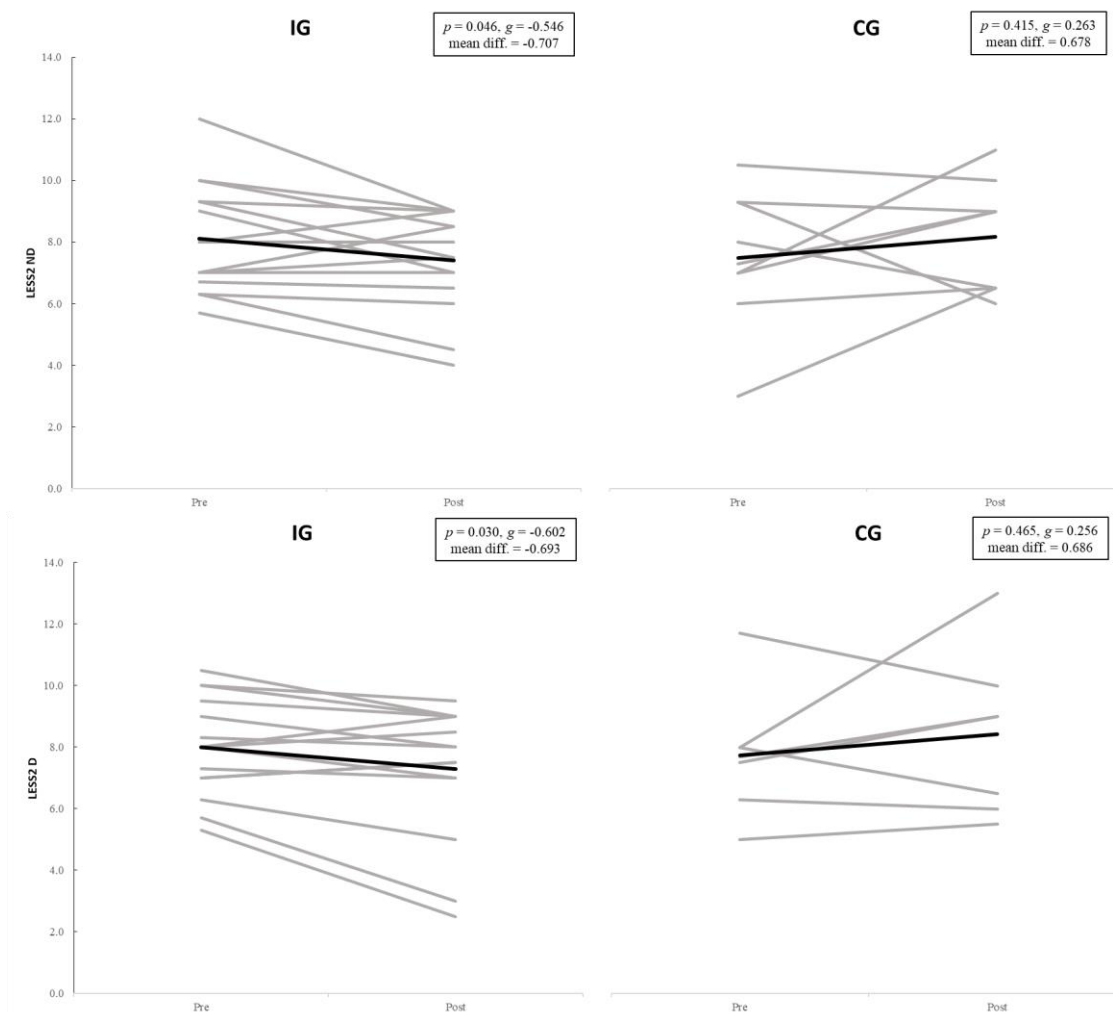 IG
p = 0.046, g = -0.546
mean diff. = -0.707
CG
p = 0.415, g = 0.263
mean diff. = 0.678
14.0
12.0
10.0
8.0
6.0
4.0
2.0
0.0
LESS2 ND
Pre
Post
Pre
Post
IG
p = 0.030, g = -0.602
mean diff. = -0.693
CG
p = 0.465, g = 0.256
mean diff. = 0.686
14.0
12.0
10.0
8.0
6.0
4.0
2.0
0.0
LESS2 D
Pre
Post
Pre
Post